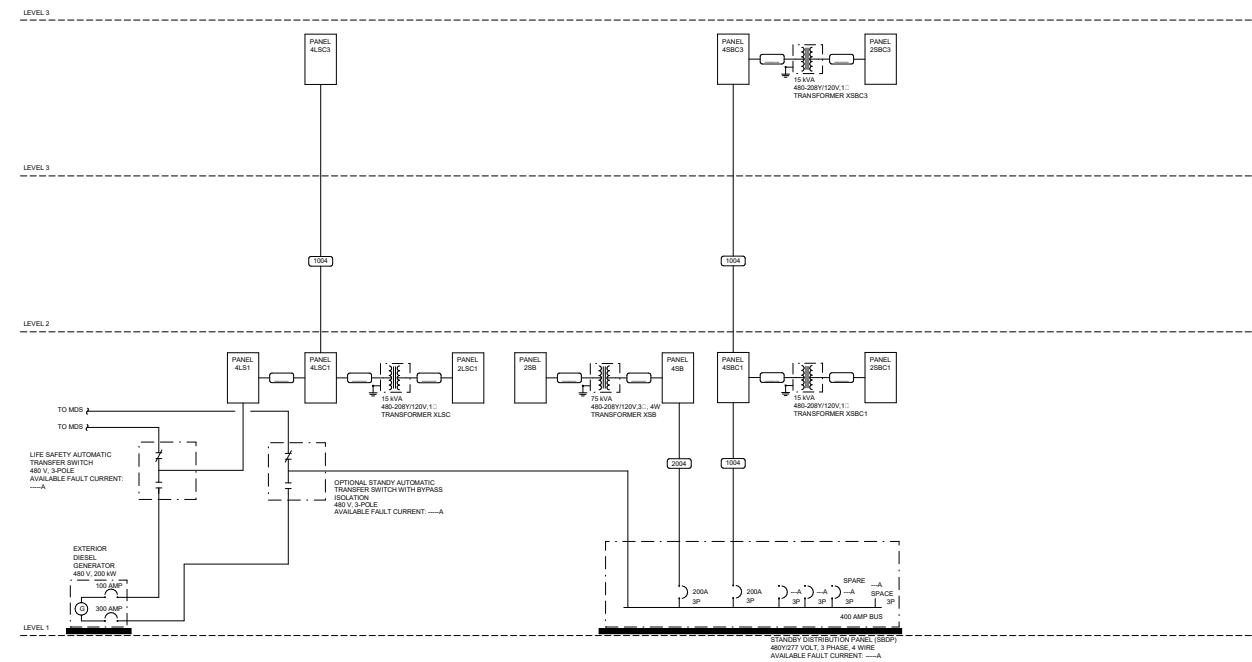 LEVEL 3
PANEL
4LSC3
PANEL
4SBC3
PANEL
2SBC3
15 kVA
480-208Y/120V,1□
TRANSFORMER XSBC3
LEVEL 3
1004
1004
LEVEL 2
PANEL
4LS1
PANEL
4LSC1
PANEL
2LSC1
PANEL
2SB
PANEL
4SB
PANEL
4SBC1
PANEL
2SBC1
15 kVA
480-208Y/120V,1□
TRANSFORMER XLSC
75 kVA
480-208Y/120V,3□, 4W
TRANSFORMER XSB
15 kVA
480-208Y/120V,1□
TRANSFORMER XSBC1
TO MDS
TO MDS
LIFE SAFETY AUTOMATIC
TRANSFER SWITCH
480 V, 3-POLE
AVAILABLE FAULT CURRENT:
-----A
2004
1004
OPTIONAL STANDY AUTOMATIC
TRANSFER SWITCH WITH BYPASS
ISOLATION
480 V, 3-POLE
AVAILABLE FAULT CURRENT: -----A
EXTERIOR
DIESEL
GENERATOR
480 V, 200 kW
100 AMP
G
300 AMP
200A
3P
200A
3P
---A
3P
---A
3P
---A
3P
SPARE
---A
SPACE
3P
400 AMP BUS
LEVEL 1
STANDBY DISTRIBUTION PANEL (SBDP)
480Y/277 VOLT, 3 PHASE, 4 WIRE
AVAILABLE FAULT CURRENT: -----A